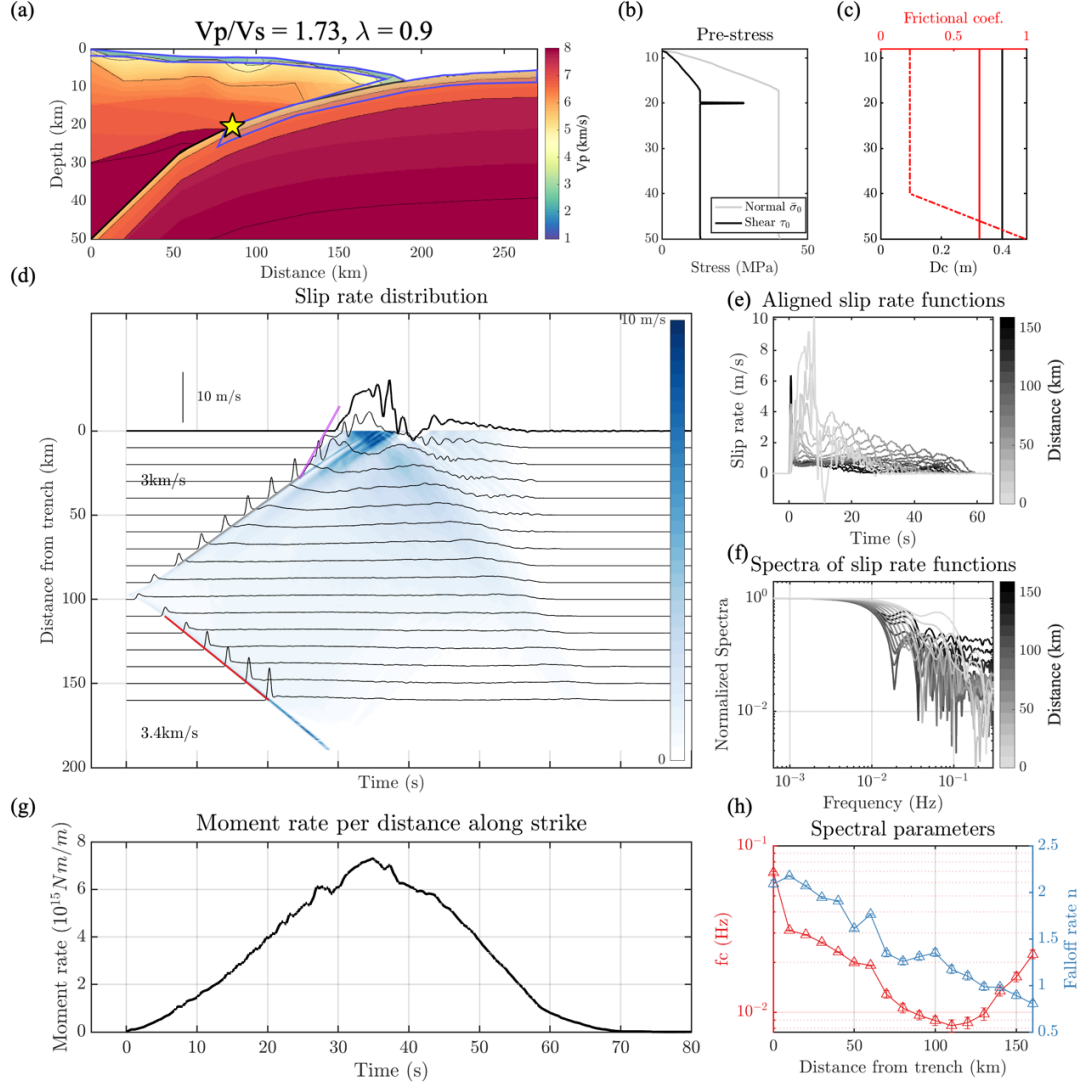 (a)
Vp/Vs = 1.73, λ = 0.9
0
10
20
30
40
50
Depth (km)
0
50
100
150
200
250
Distance (km)
8
7
6
5
4
3
2
1
Vp (km/s)
(b)
Pre-stress
0
10
20
30
40
50
Normal σ̄₀
Shear τ₀
0
50
Stress (MPa)
(c)
Frictional coef.
0
0.5
1
0
10
20
30
40
50
0
0.2
0.4
Dc (m)
(d)
Slip rate distribution
10 m/s
10 m/s
0
3km/s
50
100
150
3.4km/s
200
0
Distance from trench (km)
Time (s)
(e)
Aligned slip rate functions
10
8
6
4
2
0
Slip rate (m/s)
0
20
40
60
Time (s)
150
100
50
0
Distance (km)
(f)
Spectra of slip rate functions
10⁰
10⁻²
Normalized Spectra
10⁻³
10⁻²
10⁻¹
Frequency (Hz)
150
100
50
0
Distance (km)
(g)
Moment rate per distance along strike
8
6
4
2
0
Moment rate (10¹⁵Nm/m)
0
10
20
30
40
50
60
70
80
Time (s)
(h)
Spectral parameters
10⁻¹
10⁻²
fc (Hz)
2.5
2
1.5
1
0.5
Falloff rate n
0
50
100
150
Distance from trench (km)